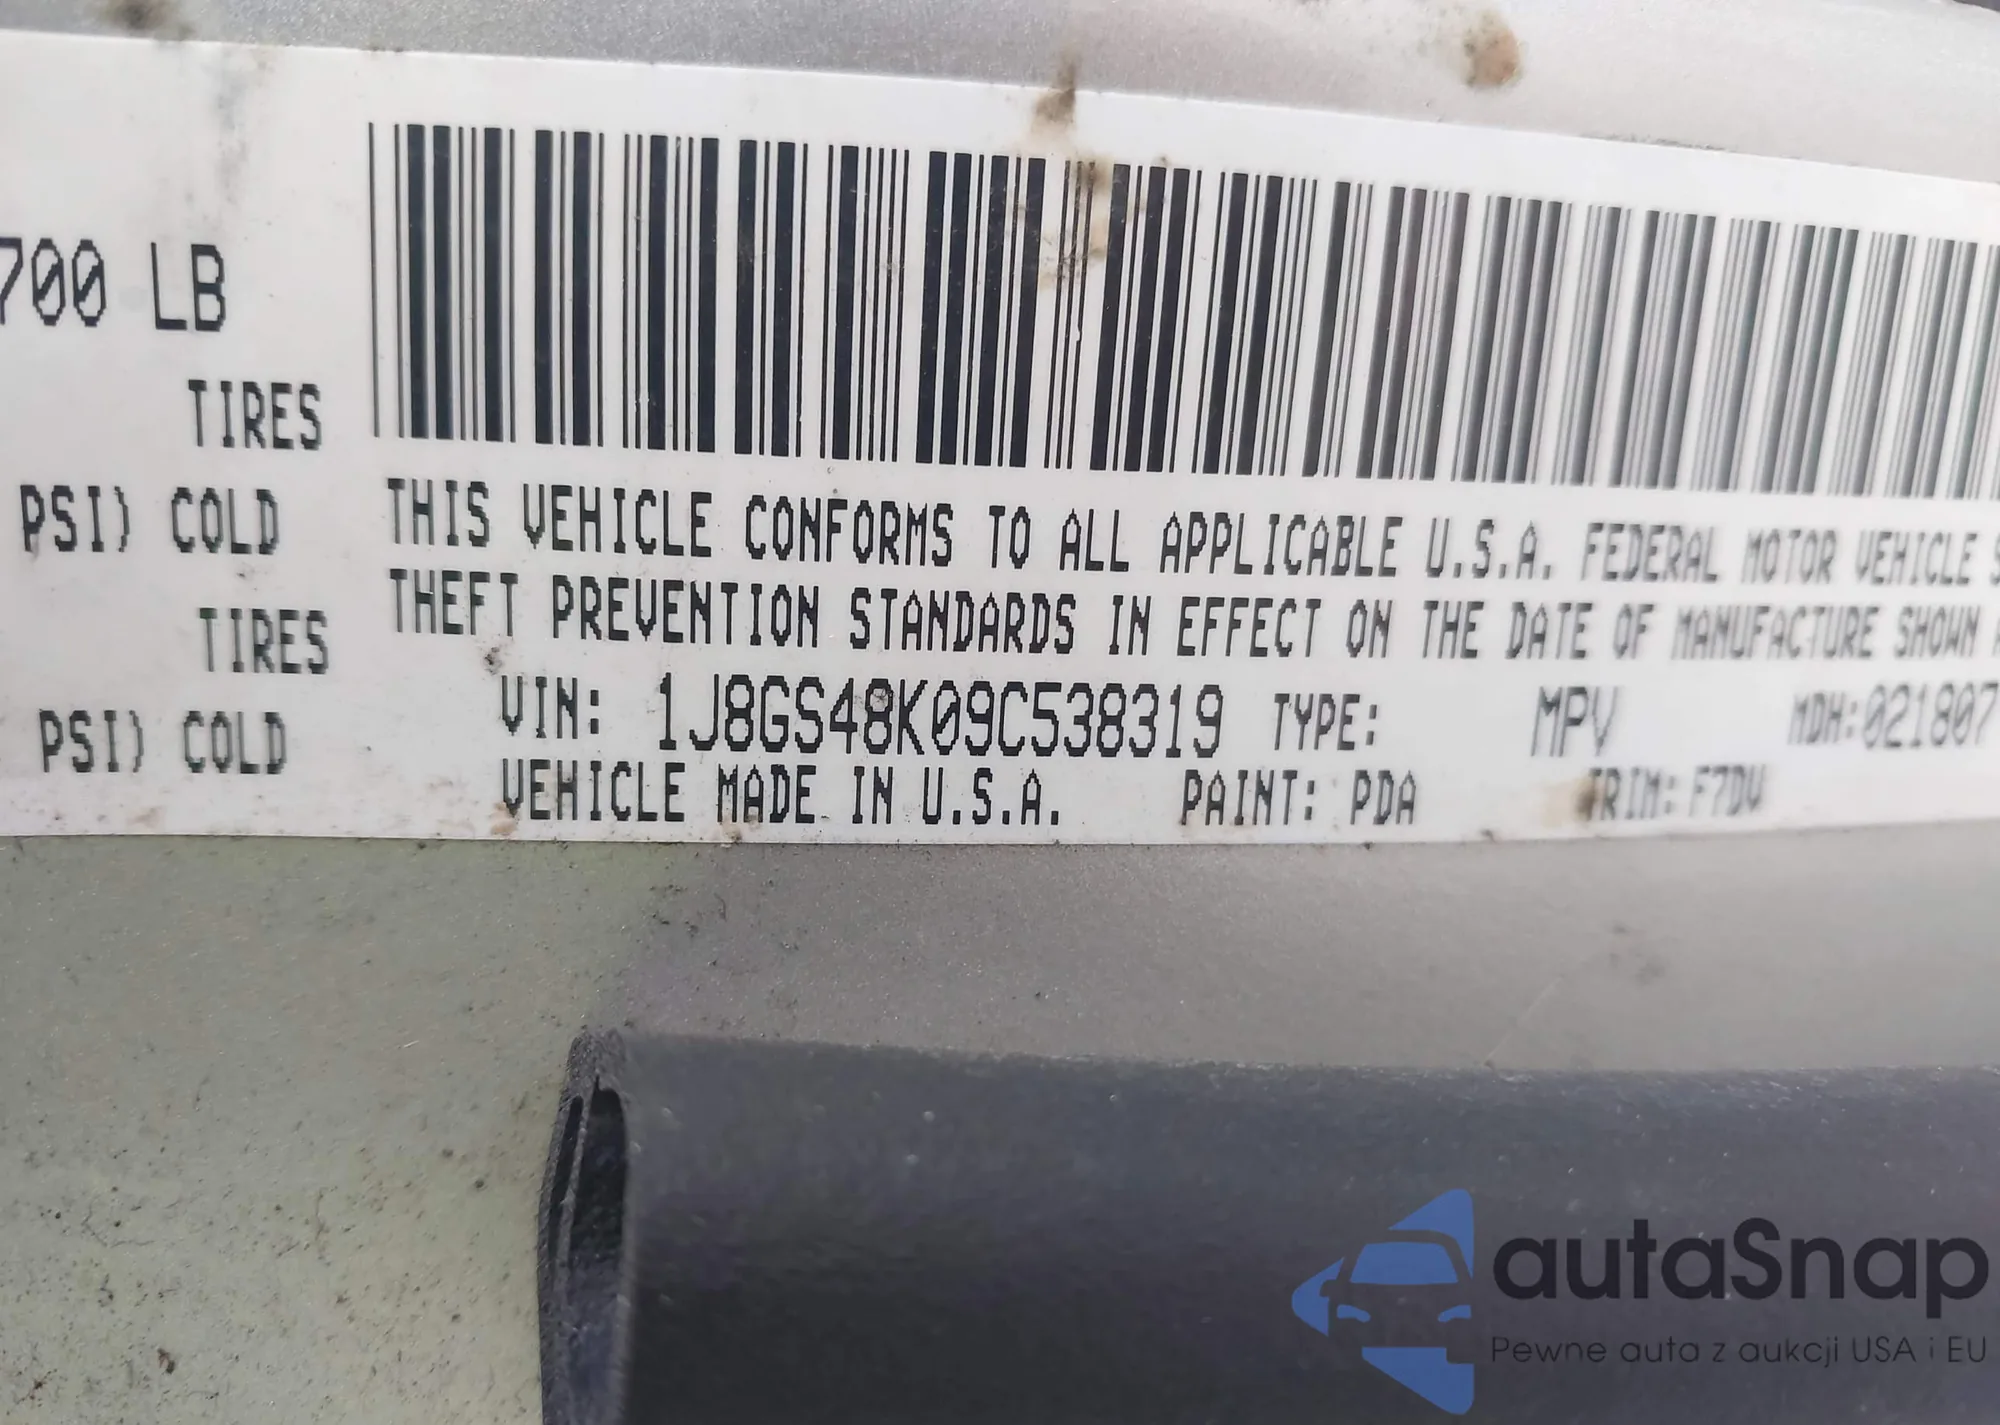 700 LB
TIRES
PSI) COLD
TIRES
PSI) COLD
THIS VEHICLE CONFORMS TO ALL APPLICABLE U.S.A. FEDERAL MOTOR VEHICLE S
THEFT PREVENTION STANDARDS IN EFFECT ON THE DATE OF MANUFACTURE SHOWN A
VIN: 1J8GS48K09C538319 TYPE: MPV MDH:021807
VEHICLE MADE IN U.S.A. PAINT: PDA TRIM: F7DV
autaSnap
Pewne auta z aukcji USA i EU